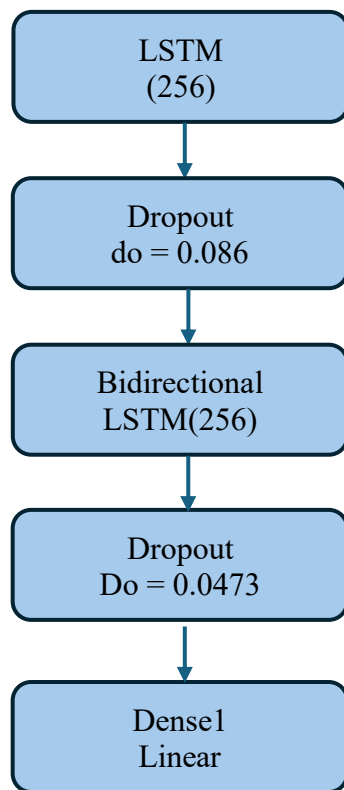 LSTM
(256)
Dropout
do = 0.086
Bidirectional
LSTM(256)
Dropout
Do = 0.0473
Dense1
Linear